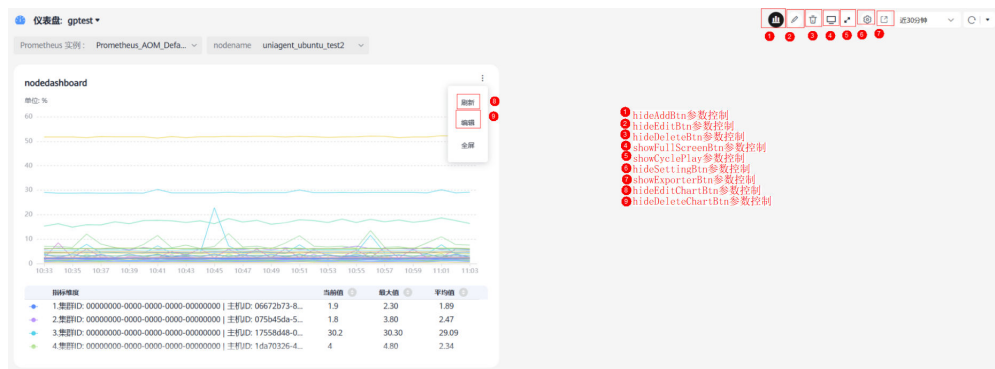 仪表盘: gptest
近30分钟
1 2 3 4 5 6 7
Prometheus 实例： Prometheus_AOM_Defa... nodename uniagent_ubuntu_test2
nodedashboard
单位: %
刷新 8
编辑 9
全屏
60
50
40
30
20
10
0
10:33 10:35 10:37 10:39 10:41 10:43 10:45 10:47 10:49 10:51 10:53 10:55 10:57 10:59 11:01 11:03
指标维度 当前值 最大值 平均值
1.集群ID: 00000000-0000-0000-0000-00000000 | 主机ID: 06672b73-8... 1.9 2.30 1.89
2.集群ID: 00000000-0000-0000-0000-00000000 | 主机ID: 075b45da-5... 1.8 3.80 2.47
3.集群ID: 00000000-0000-0000-0000-00000000 | 主机ID: 17558d48-0... 30.2 30.30 29.09
4.集群ID: 00000000-0000-0000-0000-00000000 | 主机ID: 1da70326-4... 4 4.80 2.34
1 hideAddBtn参数控制
2 hideEditBtn参数控制
3 hideDeleteBtn参数控制
4 showFullScreenBtn参数控制
5 showCyclePlay参数控制
6 hideSettingBtn参数控制
7 showExporterBtn参数控制
8 hideEditChartBtn参数控制
9 hideDeleteChartBtn参数控制